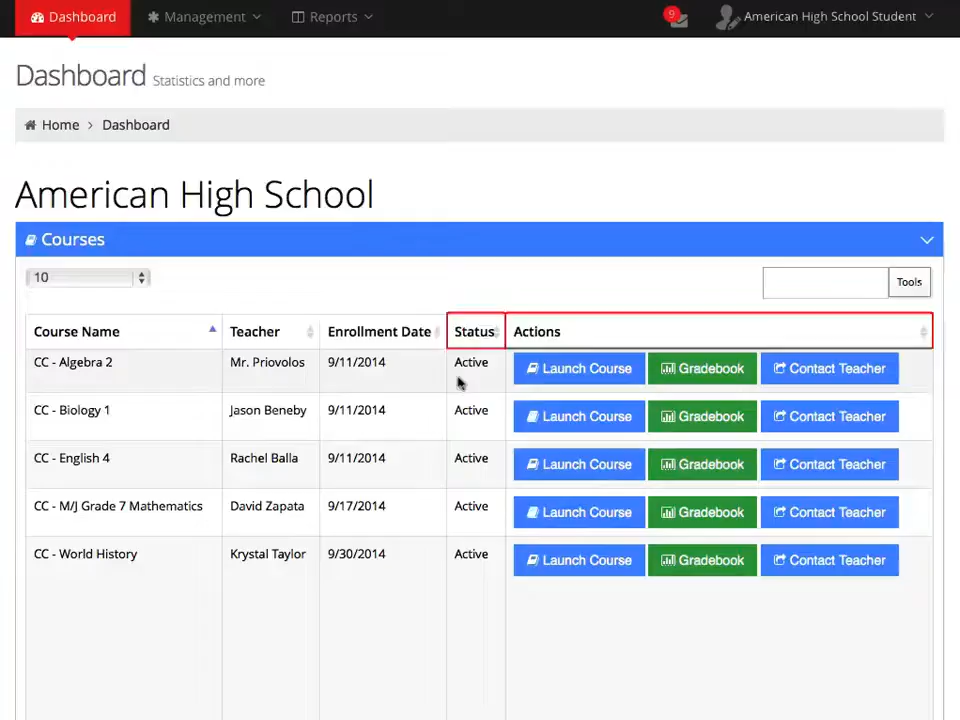 Dashboard Management Reports 9 American High School Student
Dashboard Statistics and more
Home > Dashboard
American High School
Courses
10 Tools
Course Name Teacher Enrollment Date Status Actions
CC - Algebra 2 Mr. Priovolos 9/11/2014 Active Launch Course Gradebook Contact Teacher
CC - Biology 1 Jason Beneby 9/11/2014 Active Launch Course Gradebook Contact Teacher
CC - English 4 Rachel Balla 9/11/2014 Active Launch Course Gradebook Contact Teacher
CC - M/J Grade 7 Mathematics David Zapata 9/17/2014 Active Launch Course Gradebook Contact Teacher
CC - World History Krystal Taylor 9/30/2014 Active Launch Course Gradebook Contact Teacher